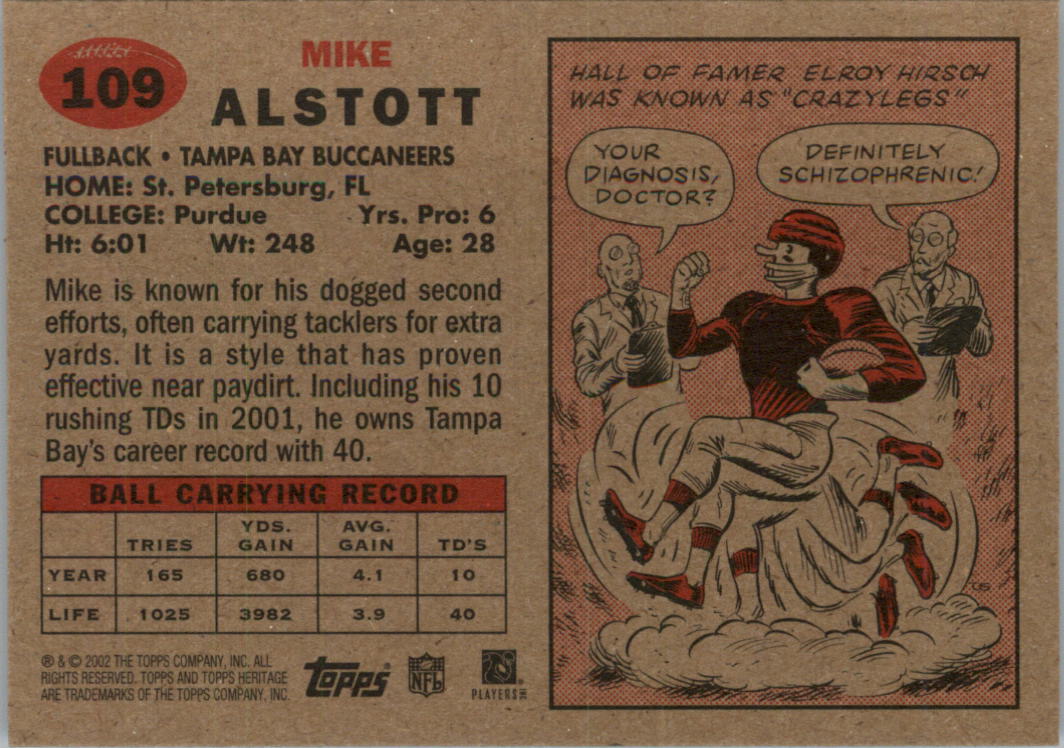 109
MIKE
ALSTOTT
FULLBACK • TAMPA BAY BUCCANEERS
HOME: St. Petersburg, FL
COLLEGE: Purdue Yrs. Pro: 6
Ht: 6:01 Wt: 248 Age: 28
Mike is known for his dogged second
efforts, often carrying tacklers for extra
yards. It is a style that has proven
effective near paydirt. Including his 10
rushing TDs in 2001, he owns Tampa
Bay's career record with 40.
BALL CARRYING RECORD
TRIES YDS. GAIN AVG. GAIN TD'S
YEAR 165 680 4.1 10
LIFE 1025 3982 3.9 40
® & © 2002 THE TOPPS COMPANY, INC. ALL
RIGHTS RESERVED. TOPPS AND TOPPS HERITAGE
ARE TRADEMARKS OF THE TOPPS COMPANY, INC.
Topps
NFL
PLAYERS INC
HALL OF FAMER ELROY HIRSCH
WAS KNOWN AS "CRAZYLEGS"
YOUR
DIAGNOSIS,
DOCTOR?
DEFINITELY
SCHIZOPHRENIC!